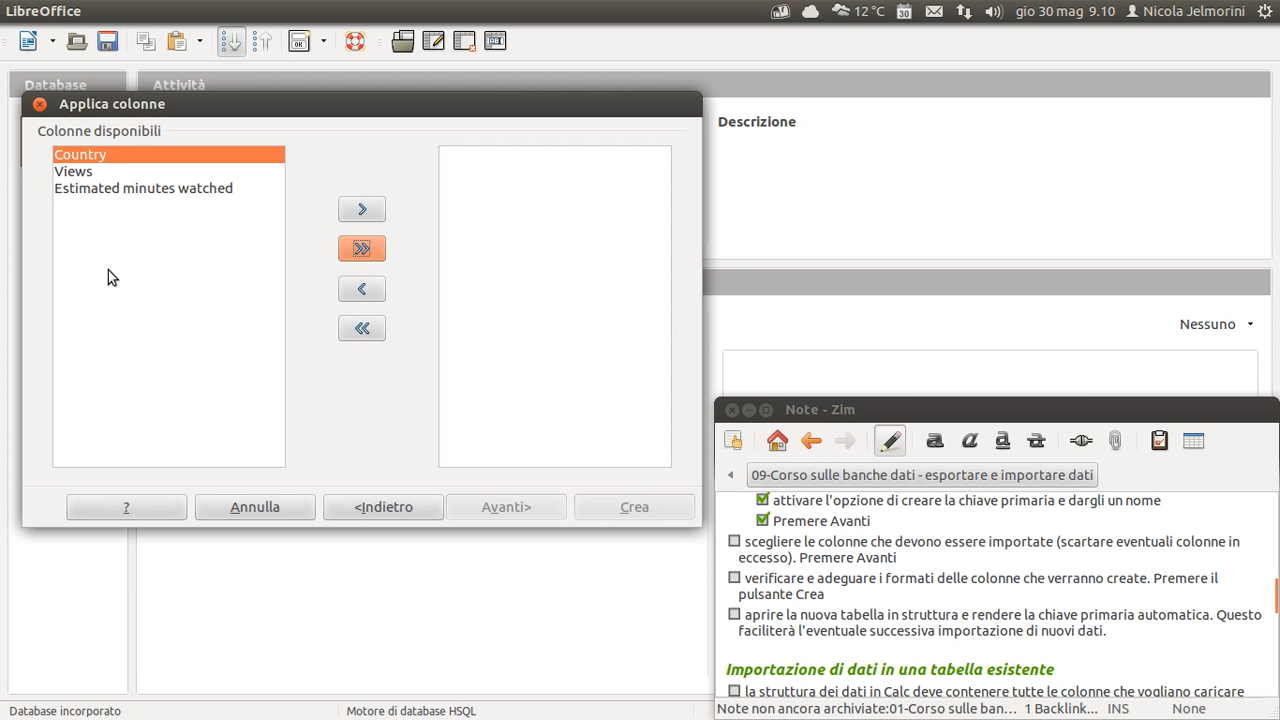 LibreOffice
12 °C
gio 30 mag 9.10
Nicola Jelmorini
Database
Attività
Applica colonne
Colonne disponibili
Country
Views
Estimated minutes watched
>
>>
<
<<
?
Annulla
<Indietro
Avanti>
Crea
Descrizione
Nessuno
Note - Zim
09-Corso sulle banche dati - esportare e importare dati
attivare l'opzione di creare la chiave primaria e dargli un nome
Premere Avanti
scegliere le colonne che devono essere importate (scartare eventuali colonne in
eccesso). Premere Avanti
verificare e adeguare i formati delle colonne che verranno create. Premere il
pulsante Crea
aprire la nuova tabella in struttura e rendere la chiave primaria automatica. Questo
faciliterà l'eventuale successiva importazione di nuovi dati.
Importazione di dati in una tabella esistente
la struttura dei dati in Calc deve contenere tutte le colonne che vogliano caricare
Note non ancora archiviate:01-Corso sulle ban... 1 Backlink... INS None
Database incorporato
Motore di database HSQL